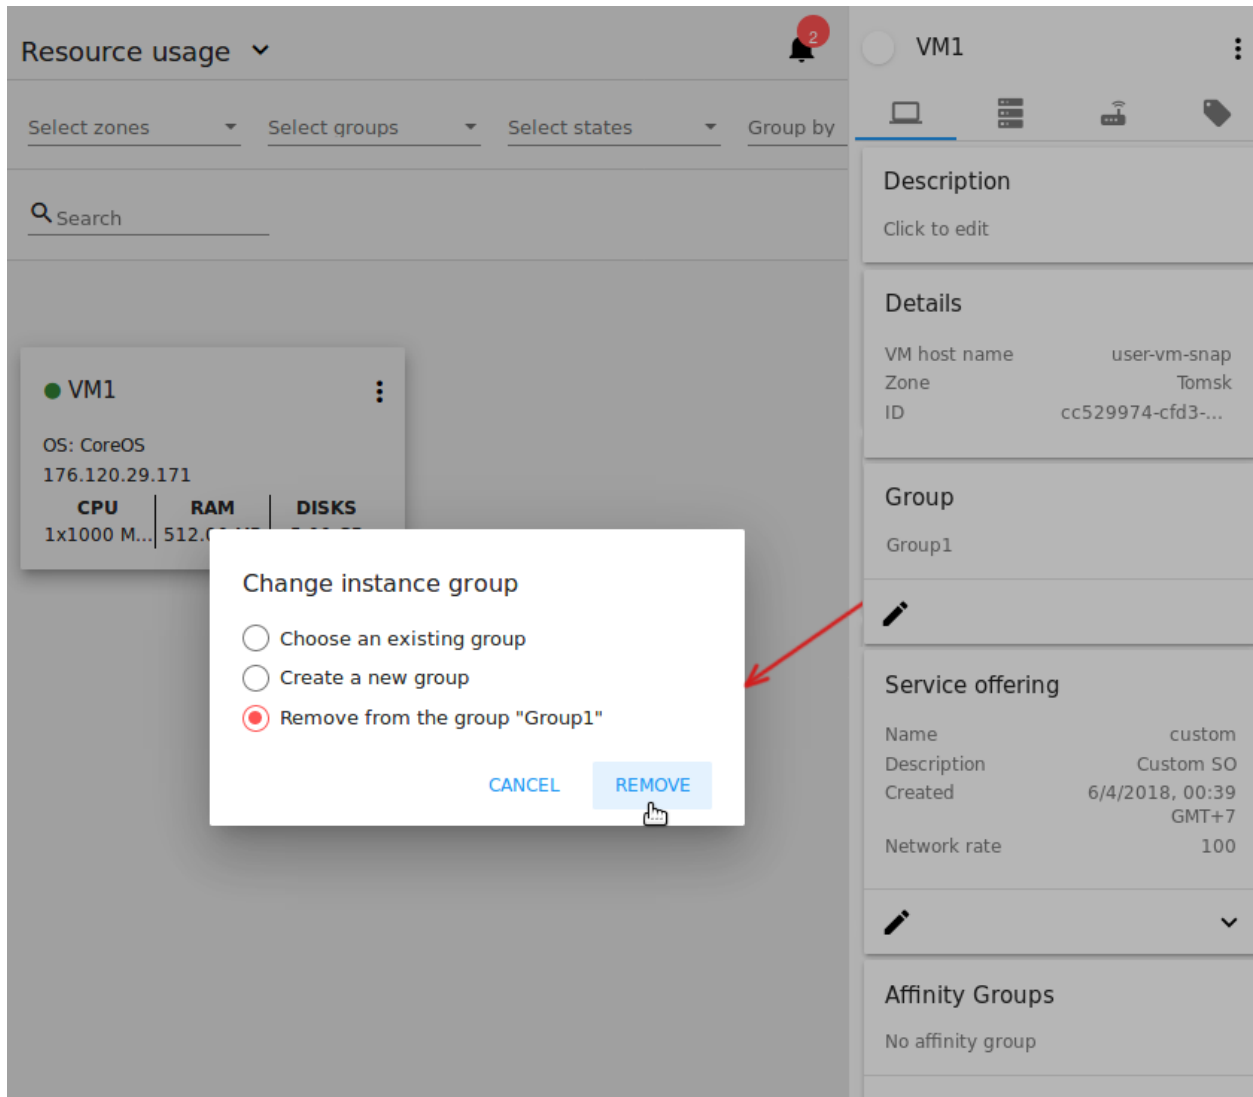 Resource usage
2
Select zones
Select groups
Select states
Group by
Search
VM1
OS: CoreOS
176.120.29.171
CPU RAM DISKS
1x1000 M... 512.
Change instance group
Choose an existing group
Create a new group
Remove from the group "Group1"
CANCEL REMOVE
VM1
Description
Click to edit
Details
VM host name user-vm-snap
Zone Tomsk
ID cc529974-cfd3-...
Group
Group1
Service offering
Name custom
Description Custom SO
Created 6/4/2018, 00:39
GMT+7
Network rate 100
Affinity Groups
No affinity group